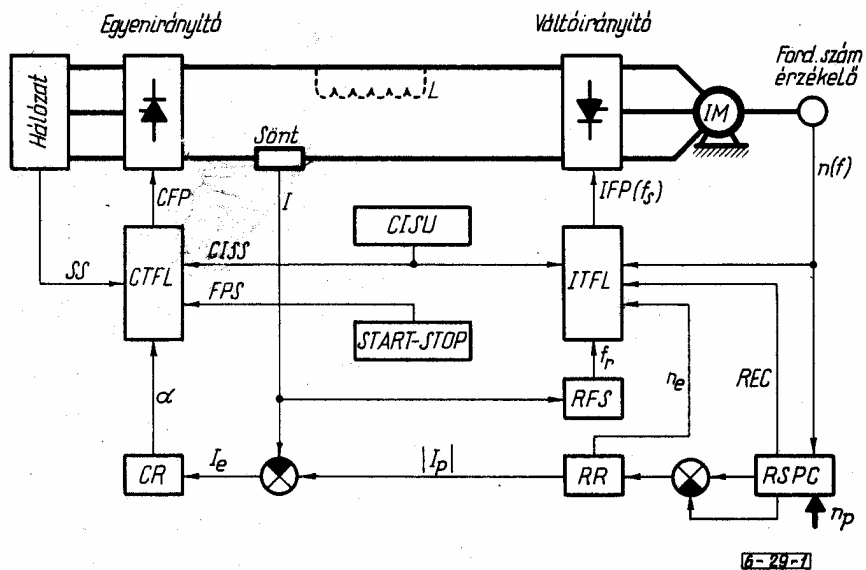 Egyenirányító
Váltóirányító
Ford. szám
érzékelő
Hálózat
L
IM
Sönt
n(f)
CFP
I
IFP(fs)
CISU
CISS
SS
CTFL
ITFL
FPS
START-STOP
fr
α
ne
REC
RFS
CR
Ie
|Ip|
RR
RSPC
np
6-29-1